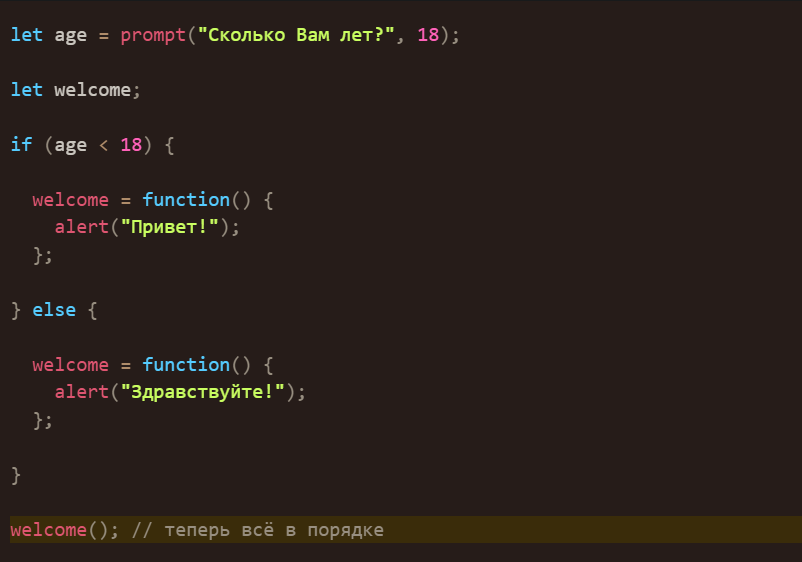 let age = prompt("Сколько Вам лет?", 18);
let welcome;
if (age < 18) {
  welcome = function() {
    alert("Привет!");
  };
} else {
  welcome = function() {
    alert("Здравствуйте!");
  };
}
welcome(); // теперь всё в порядке